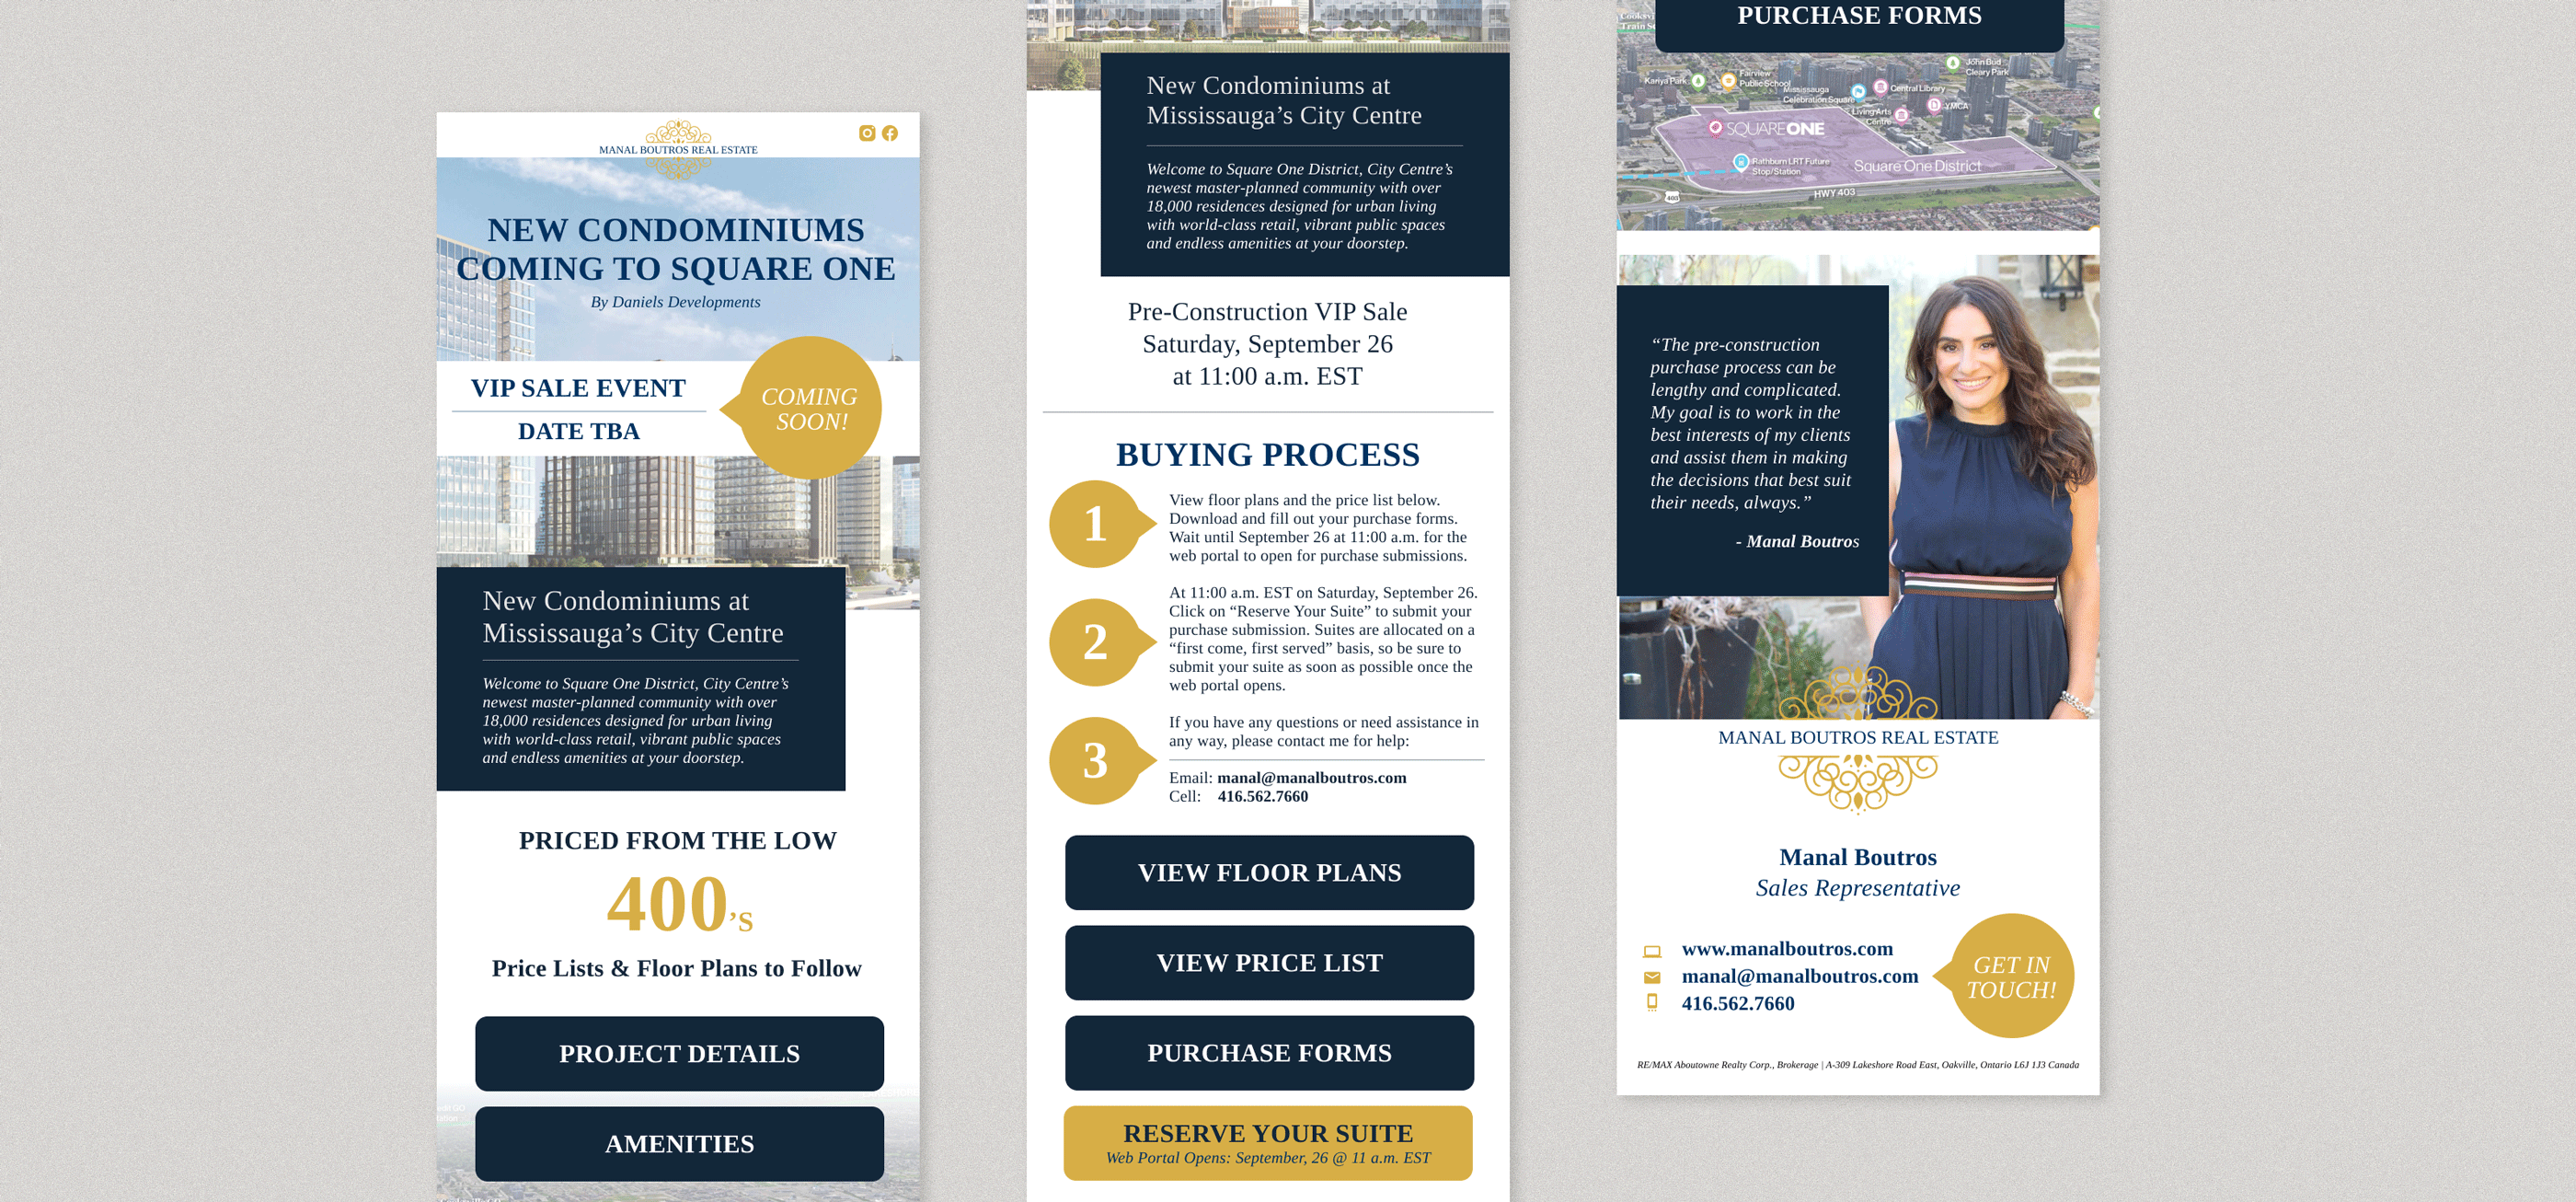 MANAL BOUTROS REAL ESTATE
NEW CONDOMINIUMS
COMING TO SQUARE ONE
By Daniels Developments
VIP SALE EVENT
DATE TBA
COMING
SOON!
New Condominiums at
Mississauga’s City Centre
Welcome to Square One District, City Centre’s
newest master-planned community with over
18,000 residences designed for urban living
with world-class retail, vibrant public spaces
and endless amenities at your doorstep.
PRICED FROM THE LOW
400’S
Price Lists & Floor Plans to Follow
PROJECT DETAILS
AMENITIES
New Condominiums at
Mississauga’s City Centre
Welcome to Square One District, City Centre’s
newest master-planned community with over
18,000 residences designed for urban living
with world-class retail, vibrant public spaces
and endless amenities at your doorstep.
Pre-Construction VIP Sale
Saturday, September 26
at 11:00 a.m. EST
BUYING PROCESS
1
View floor plans and the price list below.
Download and fill out your purchase forms.
Wait until September 26 at 11:00 a.m. for the
web portal to open for purchase submissions.
2
At 11:00 a.m. EST on Saturday, September 26.
Click on “Reserve Your Suite” to submit your
purchase submission. Suites are allocated on a
“first come, first served” basis, so be sure to
submit your suite as soon as possible once the
web portal opens.
3
If you have any questions or need assistance in
any way, please contact me for help:
Email: manal@manalboutros.com
Cell: 416.562.7660
VIEW FLOOR PLANS
VIEW PRICE LIST
PURCHASE FORMS
RESERVE YOUR SUITE
Web Portal Opens: September, 26 @ 11 a.m. EST
PURCHASE FORMS
Kariya Park
Fairview
Public School
Mississauga
Celebration Square
Central Library
John Bud
Cleary Park
Living Arts
Centre
YMCA
SQUARE ONE
Rathburn LRT Future
Stop/Station
Square One District
HWY 403
403
“The pre-construction
purchase process can be
lengthy and complicated.
My goal is to work in the
best interests of my clients
and assist them in making
the decisions that best suit
their needs, always.”
- Manal Boutros
MANAL BOUTROS REAL ESTATE
Manal Boutros
Sales Representative
www.manalboutros.com
manal@manalboutros.com
416.562.7660
GET IN
TOUCH!
RE/MAX Aboutowne Realty Corp., Brokerage | A-309 Lakeshore Road East, Oakville, Ontario L6J 1J3 Canada